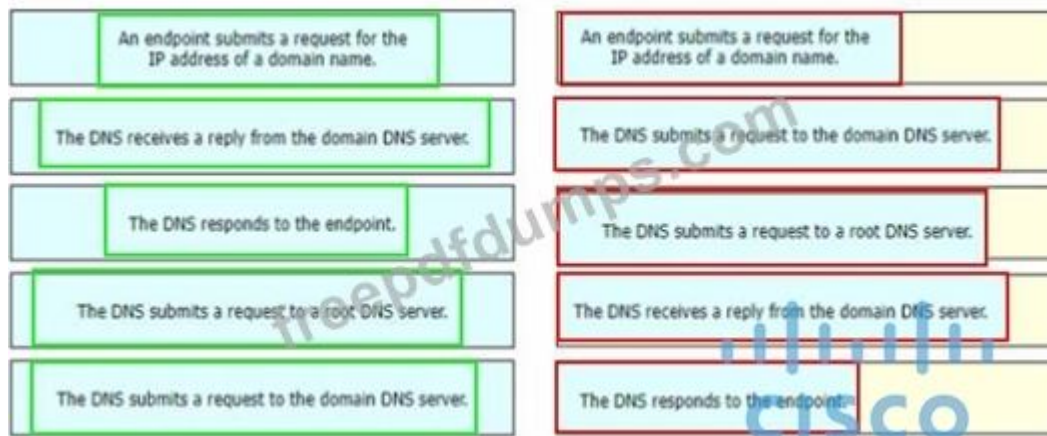 An endpoint submits a request for the
IP address of a domain name.
The DNS receives a reply from the domain DNS server.
The DNS responds to the endpoint.
The DNS submits a request to a root DNS server.
The DNS submits a request to the domain DNS server.
An endpoint submits a request for the
IP address of a domain name.
The DNS submits a request to the domain DNS server.
The DNS submits a request to a root DNS server.
The DNS receives a reply from the domain DNS server.
The DNS responds to the endpoint.
freepdfdumps.com
CISCO